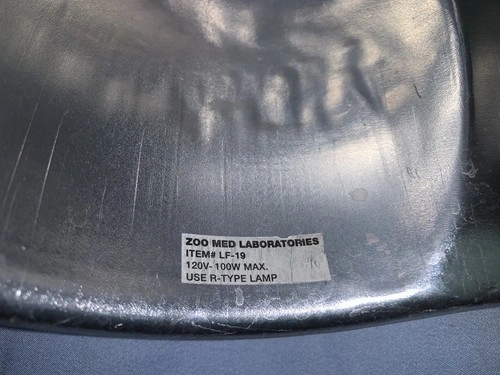 ZOO MED LABORATORIES
ITEM# LF-19
120V- 100W MAX.
USE R-TYPE LAMP